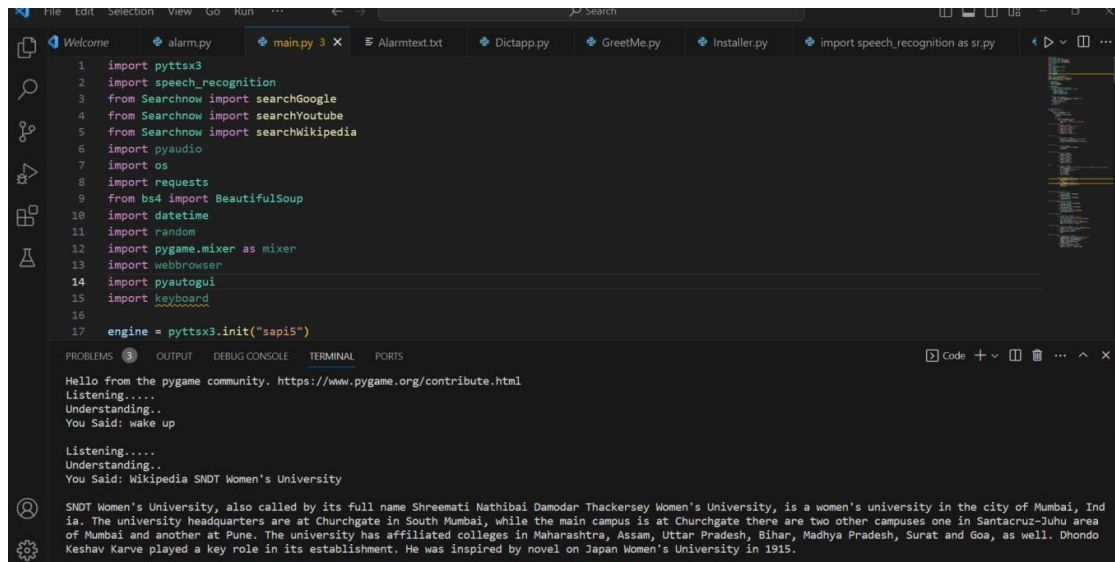 File Edit Selection View Go Run ... Search
Welcome alarm.py main.py 3 Alarmtext.txt Dictapp.py GreetMe.py Installer.py import speech_recognition as sr.py
1 import pyttsx3
2 import speech_recognition
3 from Searchnow import searchGoogle
4 from Searchnow import searchYoutube
5 from Searchnow import searchWikipedia
6 import pyaudio
7 import os
8 import requests
9 from bs4 import BeautifulSoup
10 import datetime
11 import random
12 import pygame.mixer as mixer
13 import webbrowser
14 import pyautogui
15 import keyboard
16
17 engine = pyttsx3.init("sapi5")
PROBLEMS 3 OUTPUT DEBUG CONSOLE TERMINAL PORTS Code
Hello from the pygame community. https://www.pygame.org/contribute.html
Listening.....
Understanding..
You Said: wake up
Listening.....
Understanding..
You Said: Wikipedia SNDT Women's University
SNDT Women's University, also called by its full name Shreemati Nathibai Damodar Thackersey Women's University, is a women's university in the city of Mumbai, Ind
ia. The university headquarters are at Churchgate in South Mumbai, while the main campus is at Churchgate there are two other campuses one in Santacruz-Juhu area
of Mumbai and another at Pune. The university has affiliated colleges in Maharashtra, Assam, Uttar Pradesh, Bihar, Madhya Pradesh, Surat and Goa, as well. Dhondo
Keshav Karve played a key role in its establishment. He was inspired by novel on Japan Women's University in 1915.